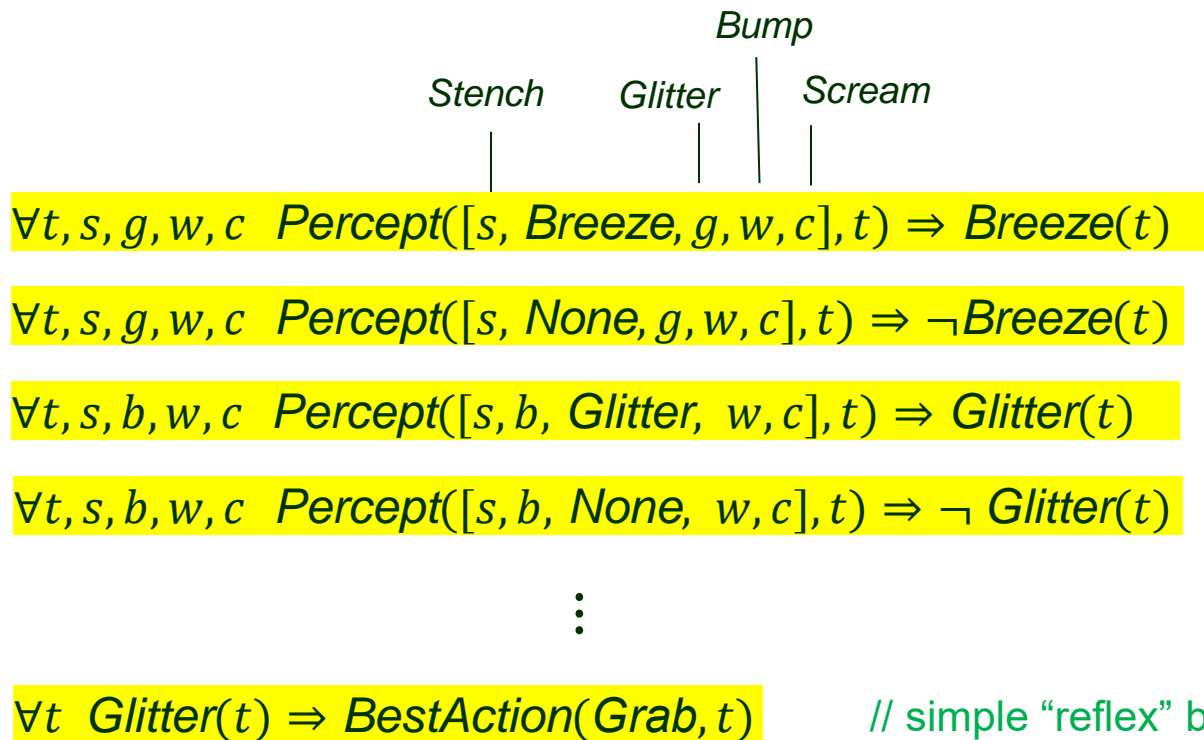 Bump
Stench Glitter Scream
∀t, s, g, w, c Percept([s, Breeze, g, w, c], t) ⇒ Breeze(t)
∀t, s, g, w, c Percept([s, None, g, w, c], t) ⇒ ¬Breeze(t)
∀t, s, b, w, c Percept([s, b, Glitter, w, c], t) ⇒ Glitter(t)
∀t, s, b, w, c Percept([s, b, None, w, c], t) ⇒ ¬ Glitter(t)
⋮
∀t Glitter(t) ⇒ BestAction(Grab, t) // simple “reflex” b